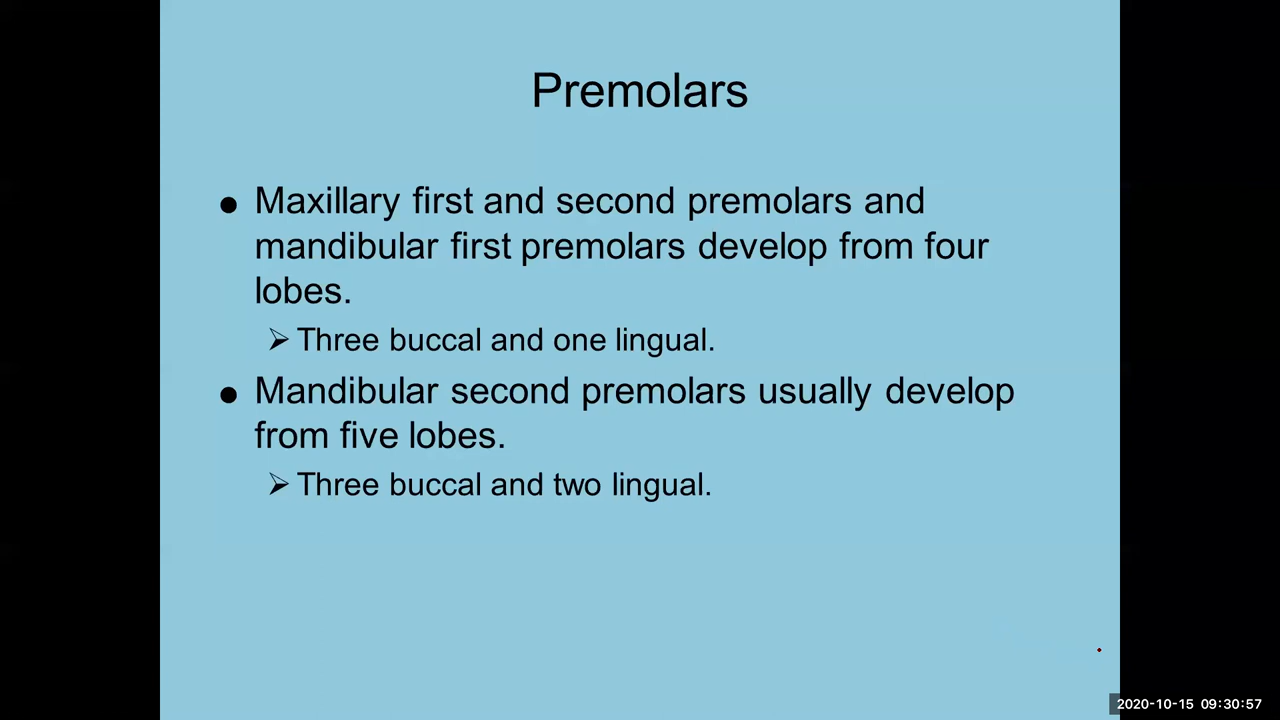 Premolars
● Maxillary first and second premolars and
mandibular first premolars develop from four
lobes.
➢ Three buccal and one lingual.
● Mandibular second premolars usually develop
from five lobes.
➢ Three buccal and two lingual.
2020-10-15 09:30:57